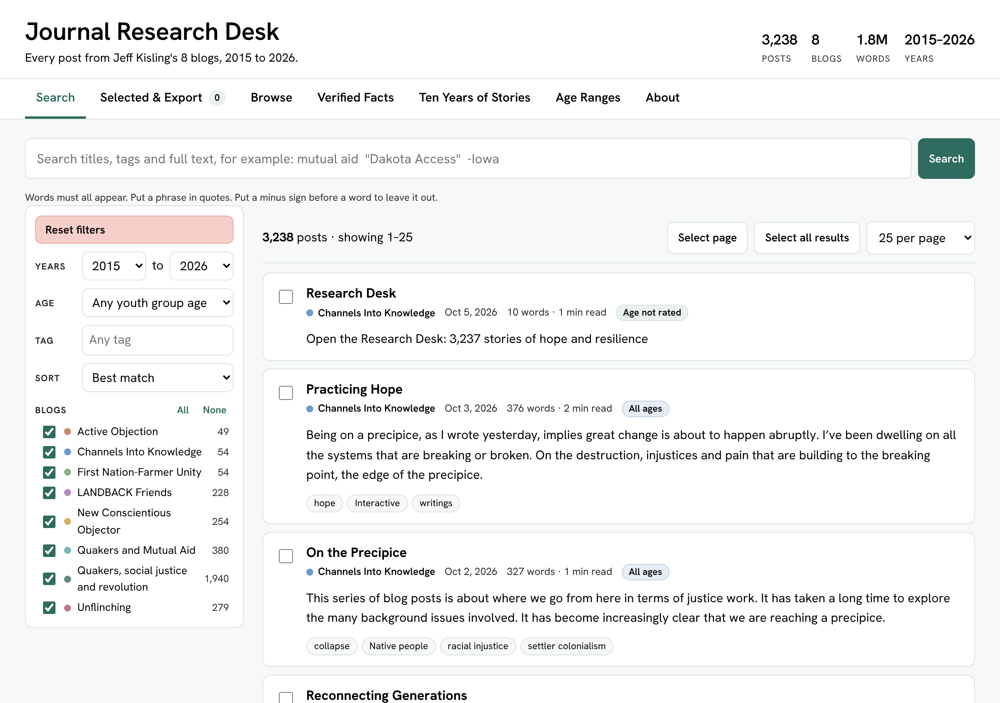 Journal Research Desk
Every post from Jeff Kisling's 8 blogs, 2015 to 2026.
3,238 8 1.8M 2015–2026
POSTS BLOGS WORDS YEARS
Search Selected & Export 0 Browse Verified Facts Ten Years of Stories Age Ranges About
Search titles, tags and full text, for example: mutual aid "Dakota Access" -Iowa
Search
Words must all appear. Put a phrase in quotes. Put a minus sign before a word to leave it out.
Reset filters
YEARS 2015 to 2026
AGE Any youth group age
TAG Any tag
SORT Best match
BLOGS All None
Active Objection 49
Channels Into Knowledge 54
First Nation-Farmer Unity 54
LANDBACK Friends 228
New Conscientious
Objector 254
Quakers and Mutual Aid 380
Quakers, social justice
and revolution 1,940
Unflinching 279
3,238 posts · showing 1–25
Select page Select all results 25 per page
Research Desk
Channels Into Knowledge Oct 5, 2026 10 words · 1 min read Age not rated
Open the Research Desk: 3,237 stories of hope and resilience
Practicing Hope
Channels Into Knowledge Oct 3, 2026 376 words · 2 min read All ages
Being on a precipice, as I wrote yesterday, implies great change is about to happen abruptly. I’ve been dwelling on all
the systems that are breaking or broken. On the destruction, injustices and pain that are building to the breaking
point, the edge of the precipice.
hope Interactive writings
On the Precipice
Channels Into Knowledge Oct 2, 2026 327 words · 1 min read All ages
This series of blog posts is about where we go from here in terms of justice work. It has taken a long time to explore
the many background issues involved. It has become increasingly clear that we are reaching a precipice.
collapse Native people racial injustice settler colonialism
Reconnecting Generations